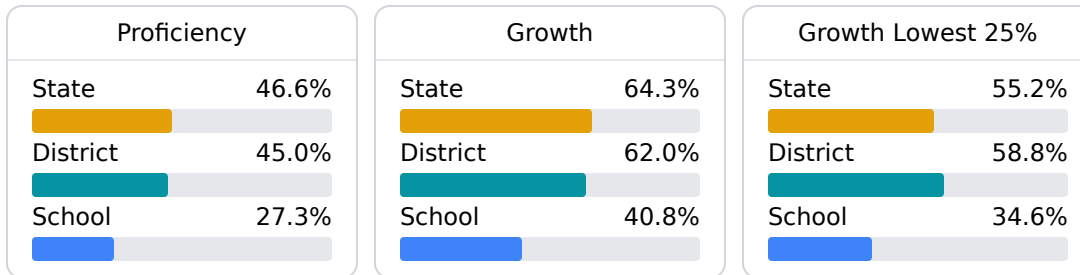 Proficiency
State 46.6%
District 45.0%
School 27.3%
Growth
State 64.3%
District 62.0%
School 40.8%
Growth Lowest 25%
State 55.2%
District 58.8%
School 34.6%